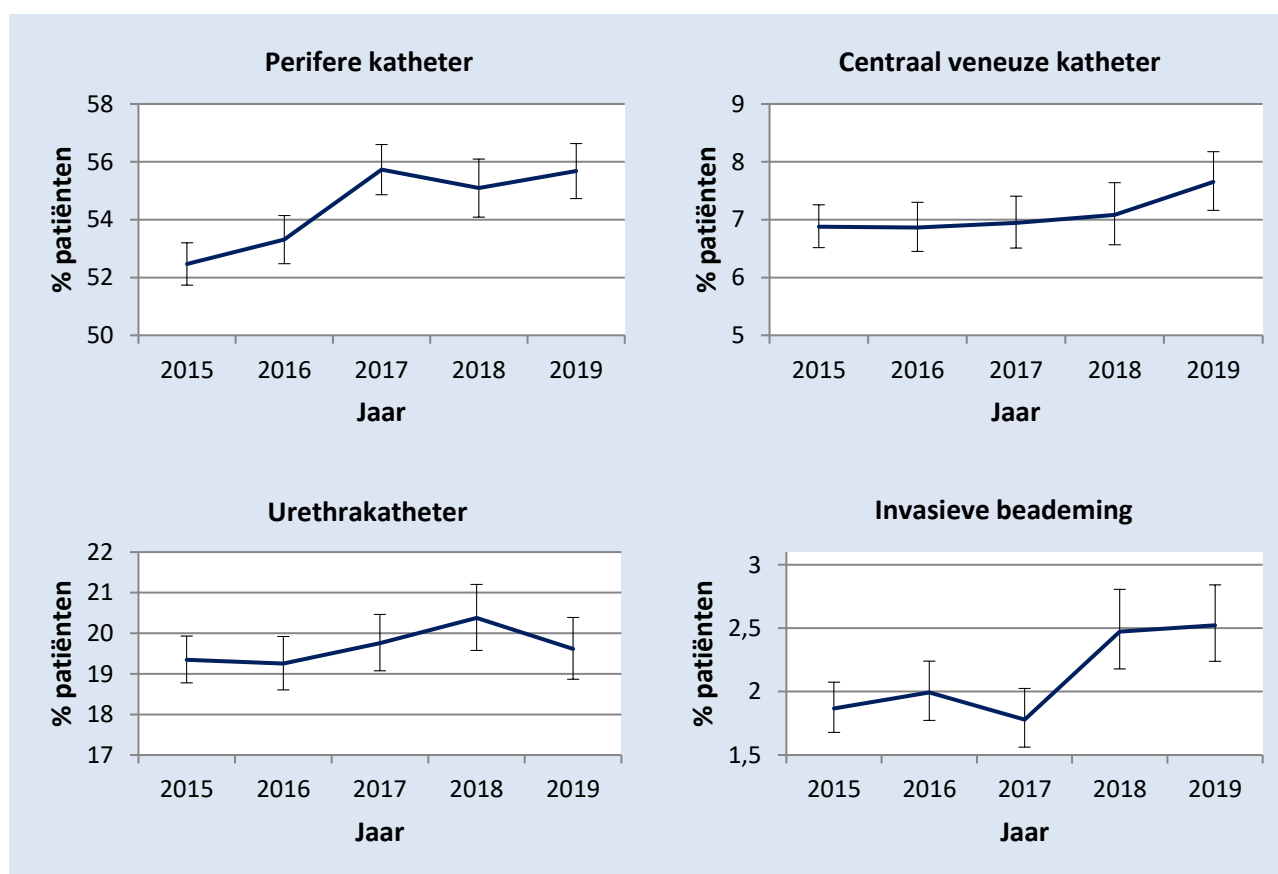 Perifere katheter
58
56
54
52
50
% patiënten
2015 2016 2017 2018 2019
Jaar
Centraal veneuze katheter
9
8
7
6
5
% patiënten
2015 2016 2017 2018 2019
Jaar
Urethrakatheter
22
21
20
19
18
17
% patiënten
2015 2016 2017 2018 2019
Jaar
Invasieve beademing
3
2,5
2
1,5
% patiënten
2015 2016 2017 2018 2019
Jaar